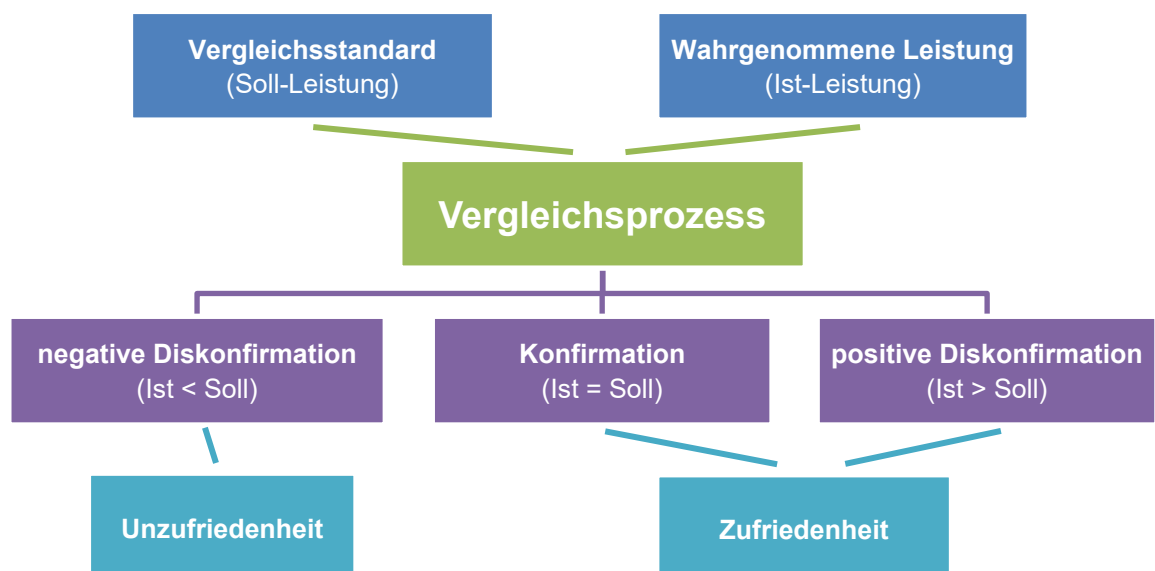 Vergleichsstandard
(Soll-Leistung)
Wahrgenommene Leistung
(Ist-Leistung)
Vergleichsprozess
negative Diskonfirmation
(Ist < Soll)
Konfirmation
(Ist = Soll)
positive Diskonfirmation
(Ist > Soll)
Unzufriedenheit
Zufriedenheit